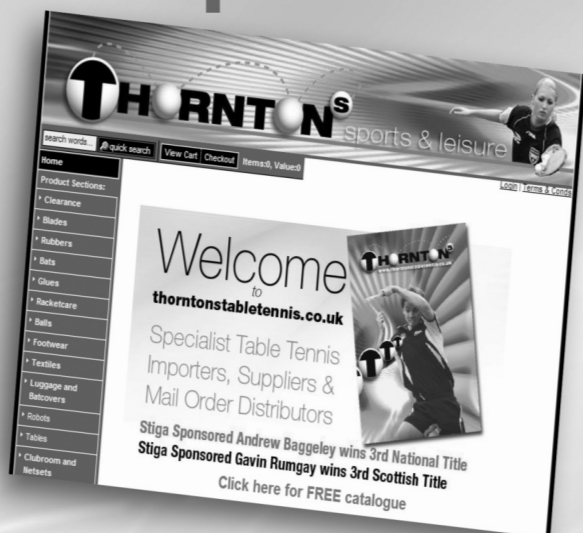 THORNTONS
sports & leisure
search words... quick search View Cart Checkout Items:0, Value:0
Login | Terms & Conds
Home
Product Sections:
Clearance
Blades
Rubbers
Bats
Glues
Racketcare
Balls
Footwear
Textiles
Luggage and
Batcovers
Robots
Tables
Clubroom and
Netsets
Welcome
to
thorntonstabletennis.co.uk
Specialist Table Tennis
Importers, Suppliers &
Mail Order Distributors
THORNTONS
Stiga Sponsored Andrew Baggeley wins 3rd National Title
Stiga Sponsored Gavin Rumgay wins 3rd Scottish Title
Click here for FREE catalogue